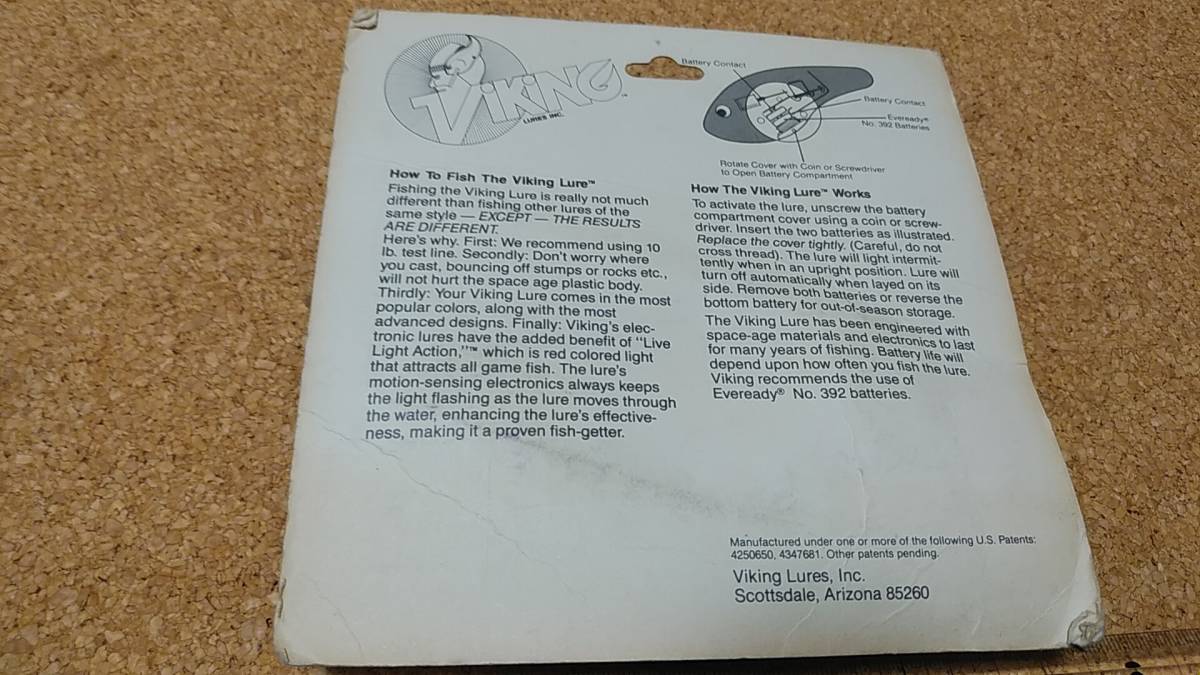 VIKING
LURES INC.
Battery Contact
Battery Contact
Eveready®
No. 392 Batteries
Rotate Cover with Coin or Screwdriver
to Open Battery Compartment
How To Fish The Viking Lure™
Fishing the Viking Lure is really not much
different than fishing other lures of the
same style — EXCEPT — THE RESULTS
ARE DIFFERENT.
Here's why. First: We recommend using 10
lb. test line. Secondly: Don't worry where
you cast, bouncing off stumps or rocks etc.,
will not hurt the space age plastic body.
Thirdly: Your Viking Lure comes in the most
popular colors, along with the most
advanced designs. Finally: Viking's elec-
tronic lures have the added benefit of "Live
Light Action,"™ which is red colored light
that attracts all game fish. The lure's
motion-sensing electronics always keeps
the light flashing as the lure moves through
the water, enhancing the lure's effective-
ness, making it a proven fish-getter.
How The Viking Lure™ Works
To activate the lure, unscrew the battery
compartment cover using a coin or screw-
driver. Insert the two batteries as illustrated.
Replace the cover tightly. (Careful, do not
cross thread). The lure will light intermit-
tently when in an upright position. Lure will
turn off automatically when layed on its
side. Remove both batteries or reverse the
bottom battery for out-of-season storage.
The Viking Lure has been engineered with
space-age materials and electronics to last
for many years of fishing. Battery life will
depend upon how often you fish the lure.
Viking recommends the use of
Eveready® No. 392 batteries.
Manufactured under one or more of the following U.S. Patents:
4250650, 4347681. Other patents pending.
Viking Lures, Inc.
Scottsdale, Arizona 85260